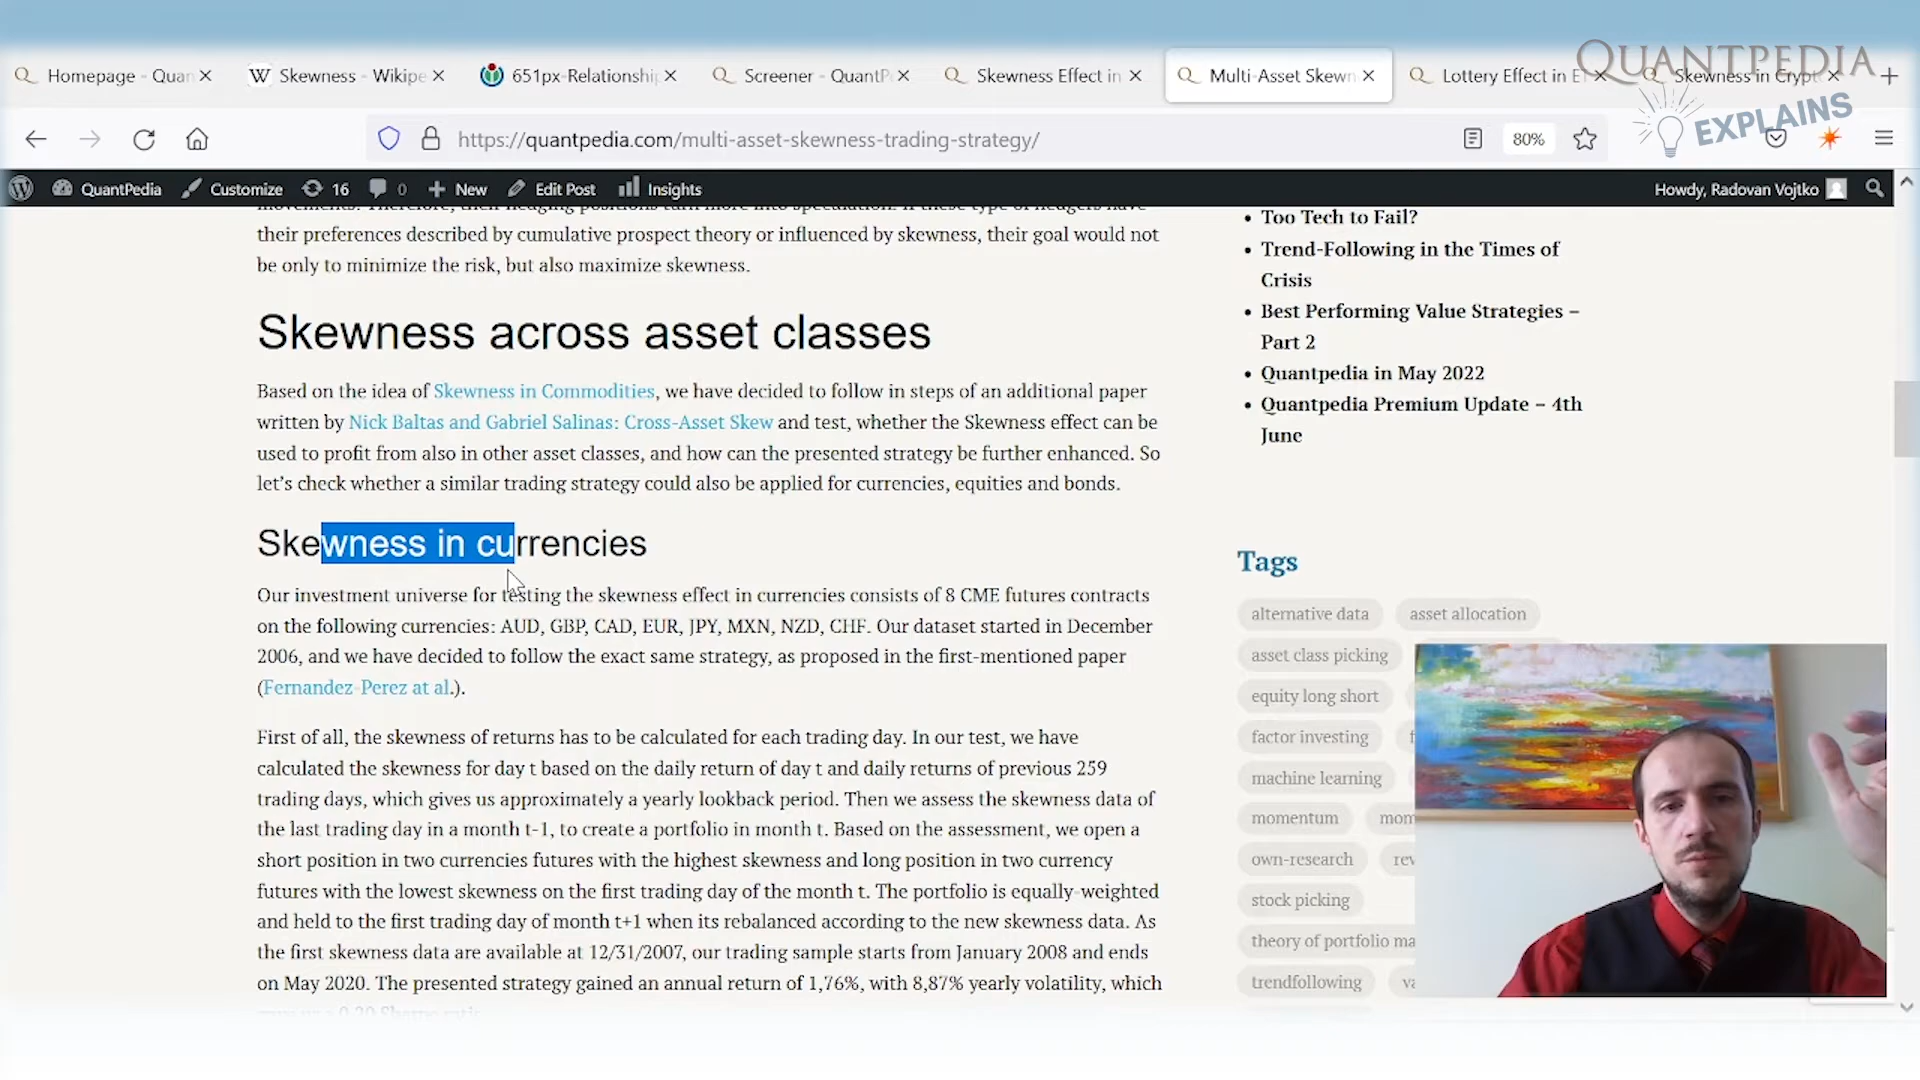 QUANTPEDIA
EXPLAINS
Homepage - Quan
Skewness - Wikipe
651px-Relationship
Screener - QuantP
Skewness Effect in
Multi-Asset Skewn
Lottery Effect in ET
Skewness in Crypt
https://quantpedia.com/multi-asset-skewness-trading-strategy/
80%
QuantPedia
Customize
16
0
New
Edit Post
Insights
Howdy, Radovan Vojtko
their preferences described by cumulative prospect theory or influenced by skewness, their goal would not
be only to minimize the risk, but also maximize skewness.
Skewness across asset classes
Based on the idea of Skewness in Commodities, we have decided to follow in steps of an additional paper
written by Nick Baltas and Gabriel Salinas: Cross-Asset Skew and test, whether the Skewness effect can be
used to profit from also in other asset classes, and how can the presented strategy be further enhanced. So
let's check whether a similar trading strategy could also be applied for currencies, equities and bonds.
Skewness in currencies
Our investment universe for testing the skewness effect in currencies consists of 8 CME futures contracts
on the following currencies: AUD, GBP, CAD, EUR, JPY, MXN, NZD, CHF. Our dataset started in December
2006, and we have decided to follow the exact same strategy, as proposed in the first-mentioned paper
(Fernandez-Perez at al.).
First of all, the skewness of returns has to be calculated for each trading day. In our test, we have
calculated the skewness for day t based on the daily return of day t and daily returns of previous 259
trading days, which gives us approximately a yearly lookback period. Then we assess the skewness data of
the last trading day in a month t-1, to create a portfolio in month t. Based on the assessment, we open a
short position in two currencies futures with the highest skewness and long position in two currency
futures with the lowest skewness on the first trading day of the month t. The portfolio is equally-weighted
and held to the first trading day of month t+1 when its rebalanced according to the new skewness data. As
the first skewness data are available at 12/31/2007, our trading sample starts from January 2008 and ends
on May 2020. The presented strategy gained an annual return of 1,76%, with 8,87% yearly volatility, which
Too Tech to Fail?
Trend-Following in the Times of
Crisis
Best Performing Value Strategies –
Part 2
Quantpedia in May 2022
Quantpedia Premium Update – 4th
June
Tags
alternative data
asset allocation
asset class picking
equity long short
factor investing
machine learning
momentum
mom
own-research
rev
stock picking
theory of portfolio ma
trendfollowing
va